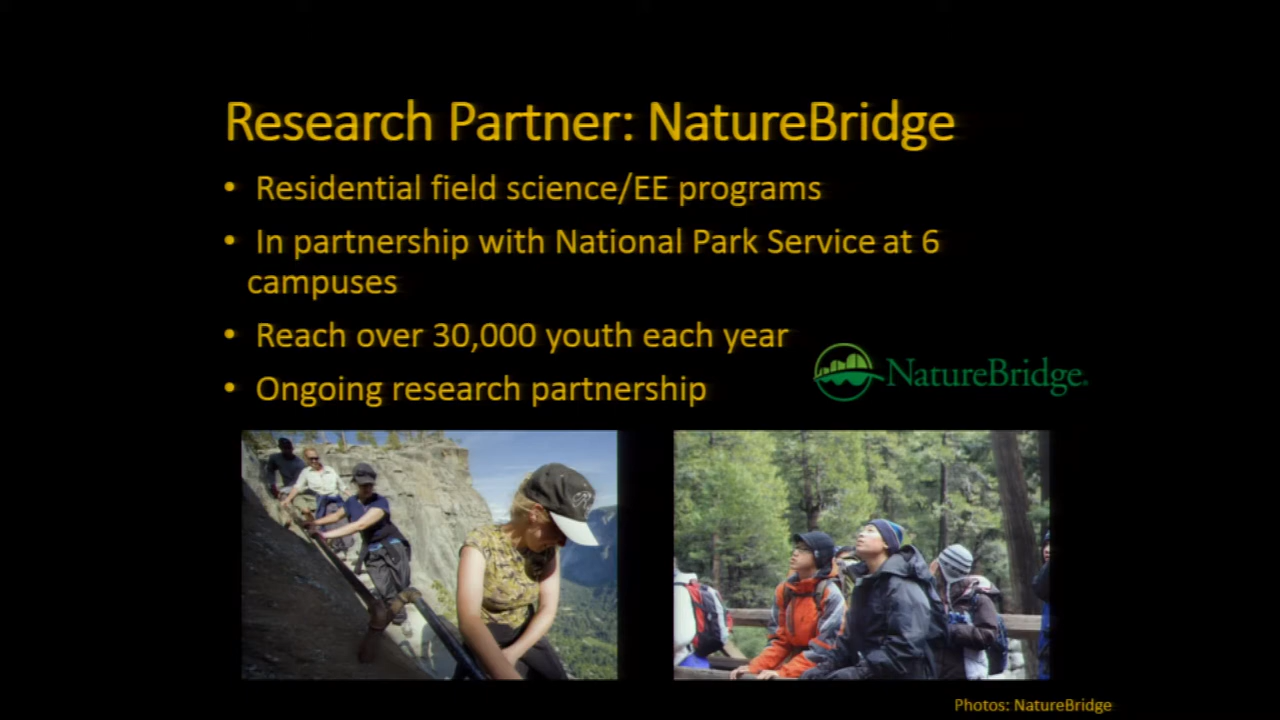 Research Partner: NatureBridge
• Residential field science/EE programs
• In partnership with National Park Service at 6
campuses
• Reach over 30,000 youth each year
• Ongoing research partnership
NatureBridge®
Photos: NatureBridge